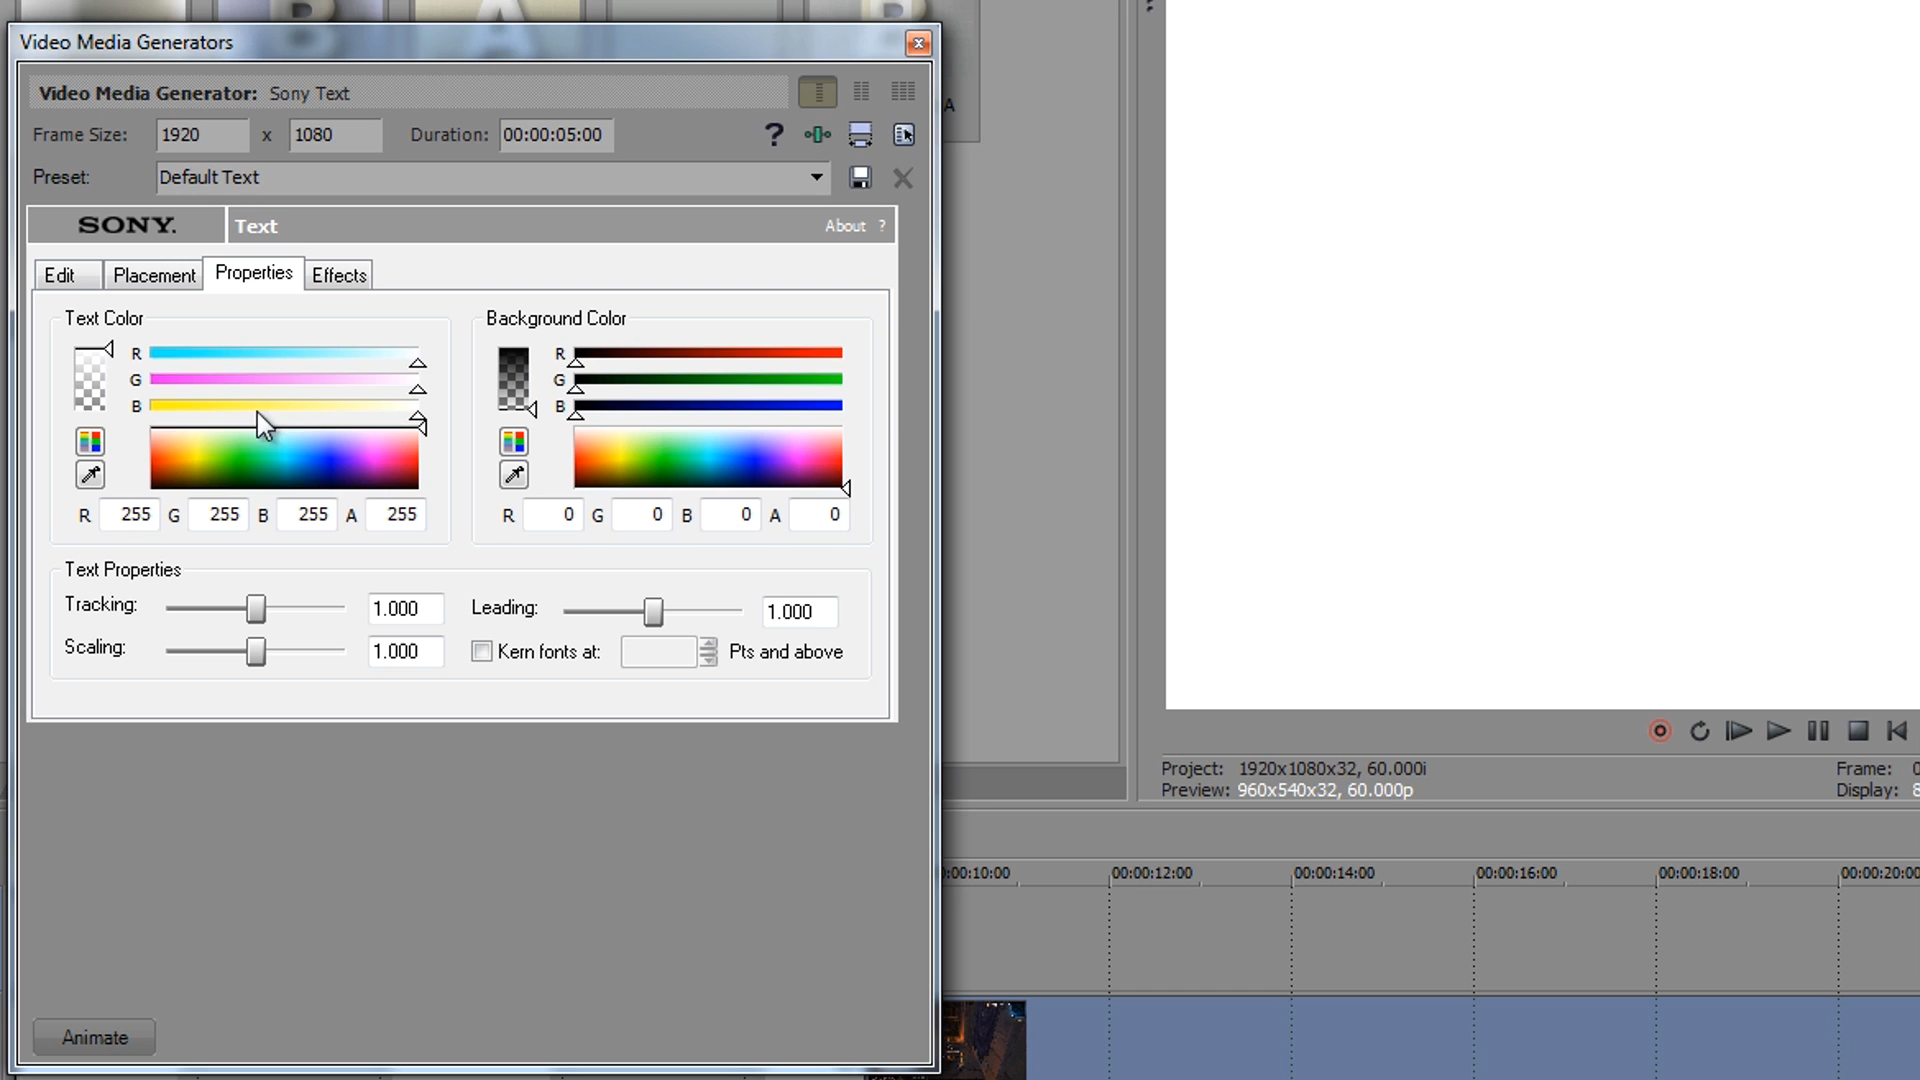 Video Media Generators
Video Media Generator: Sony Text
Frame Size: 1920 x 1080 Duration: 00:00:05:00 ?
Preset: Default Text
SONY. Text About ?
Edit Placement Properties Effects
Text Color
R
G
B
R 255 G 255 B 255 A 255
Background Color
R
G
B
R 0 G 0 B 0 A 0
Text Properties
Tracking: 1.000 Leading: 1.000
Scaling: 1.000 Kern fonts at: Pts and above
Animate
A
Project: 1920x1080x32, 60.000i Frame:
Preview: 960x540x32, 60.000p Display:
:00:10:00 00:00:12:00 00:00:14:00 00:00:16:00 00:00:18:00 00:00:20:00